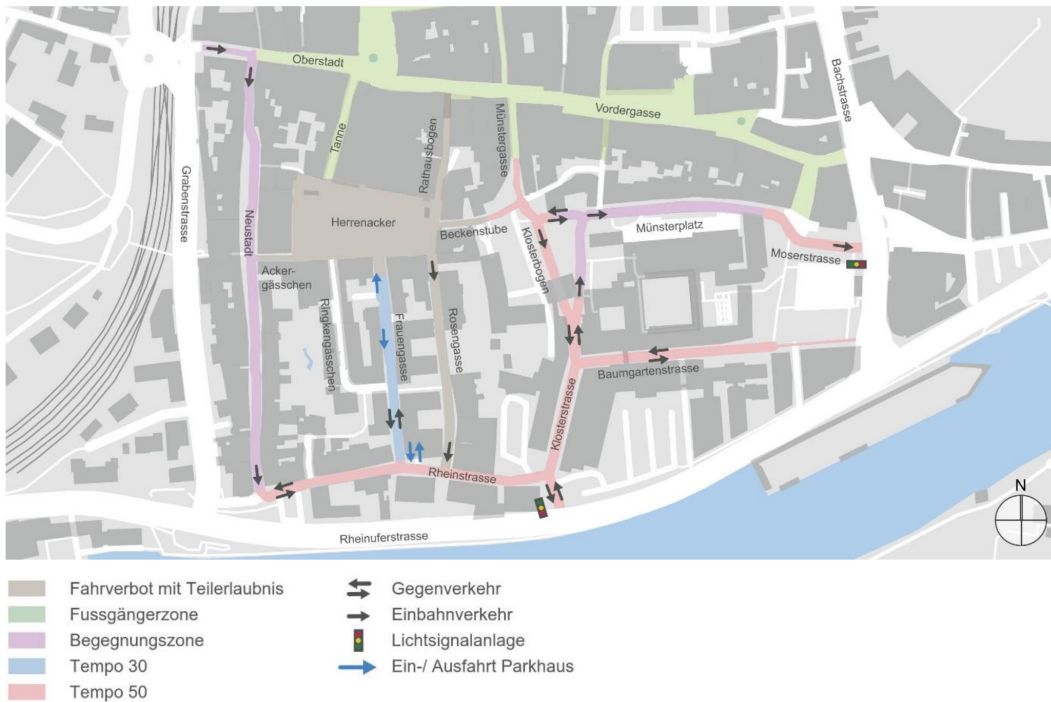 Oberstadt
Bachstrasse
Vordergasse
Münstergasse
Tanne
Rathausbogen
Grabenstrasse
Neustadt
Herrenacker
Beckenstube
Klosterbogen
Münsterplatz
Moserstrasse
Acker-
gässchen
Ringkengässchen
Frauengasse
Rosengasse
Baumgartenstrasse
Klosterstrasse
Rheinstrasse
Rheinuferstrasse
N
Fahrverbot mit Teilerlaubnis
Fussgängerzone
Begegnungszone
Tempo 30
Tempo 50
Gegenverkehr
Einbahnverkehr
Lichtsignalanlage
Ein-/ Ausfahrt Parkhaus